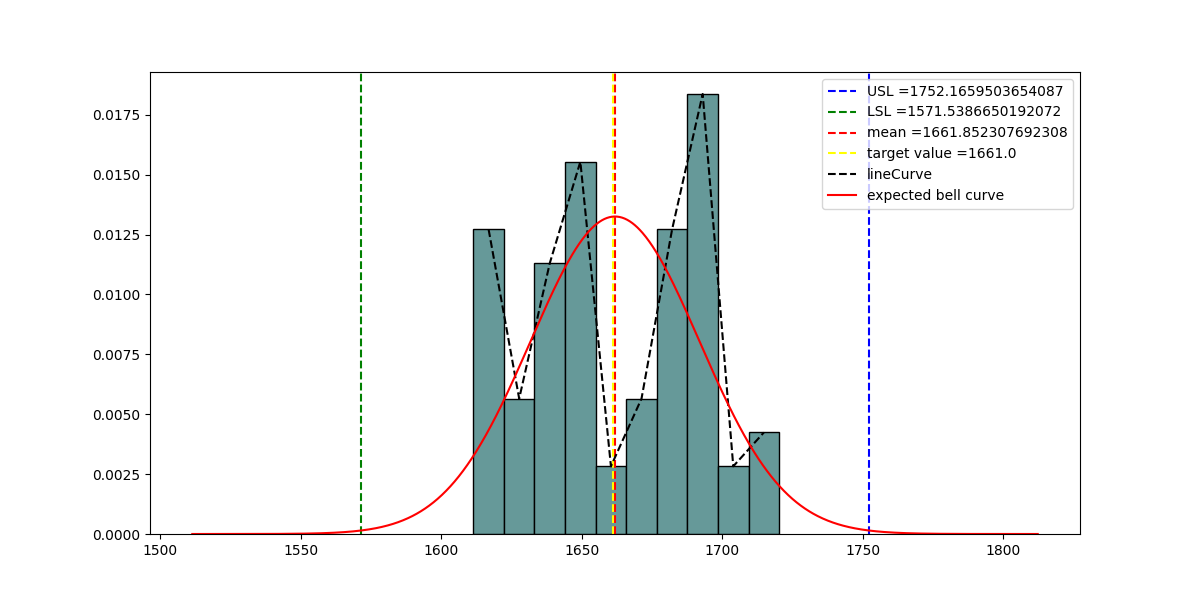 USL =1752.1659503654087
LSL =1571.5386650192072
mean =1661.852307692308
target value =1661.0
lineCurve
expected bell curve
0.0175
0.0150
0.0125
0.0100
0.0075
0.0050
0.0025
0.0000
1500 1550 1600 1650 1700 1750 1800